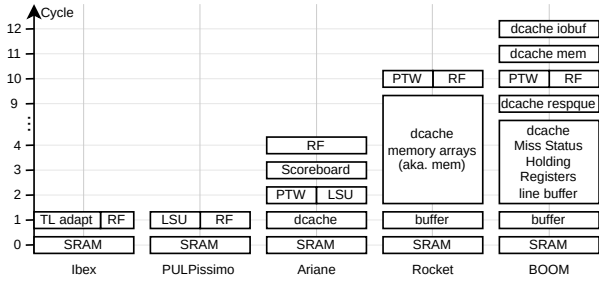 Cycle
12
dcache iobuf
11
dcache mem
10
PTW RF
PTW RF
9
dcache respque
⋮
dcache
memory arrays
(aka. mem)
dcache
Miss Status
Holding
Registers
line buffer
4
RF
3
Scoreboard
2
PTW LSU
1
TL adapt RF
LSU RF
dcache
buffer
buffer
0
SRAM
SRAM
SRAM
SRAM
SRAM
Ibex
PULPissimo
Ariane
Rocket
BOOM